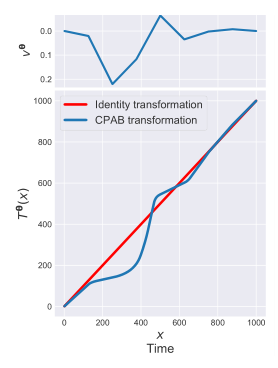 0.0
0.1
0.2
v^θ
1000
800
600
400
200
0
T^θ(x)
Identity transformation
CPAB transformation
0 200 400 600 800 1000
x
Time